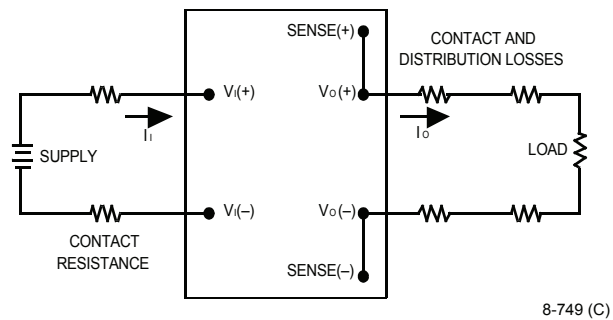 SENSE(+)
CONTACT AND
DISTRIBUTION LOSSES
VI(+)
VO(+)
II
IO
SUPPLY
LOAD
VI(–)
VO(–)
CONTACT
RESISTANCE
SENSE(–)
8-749 (C)